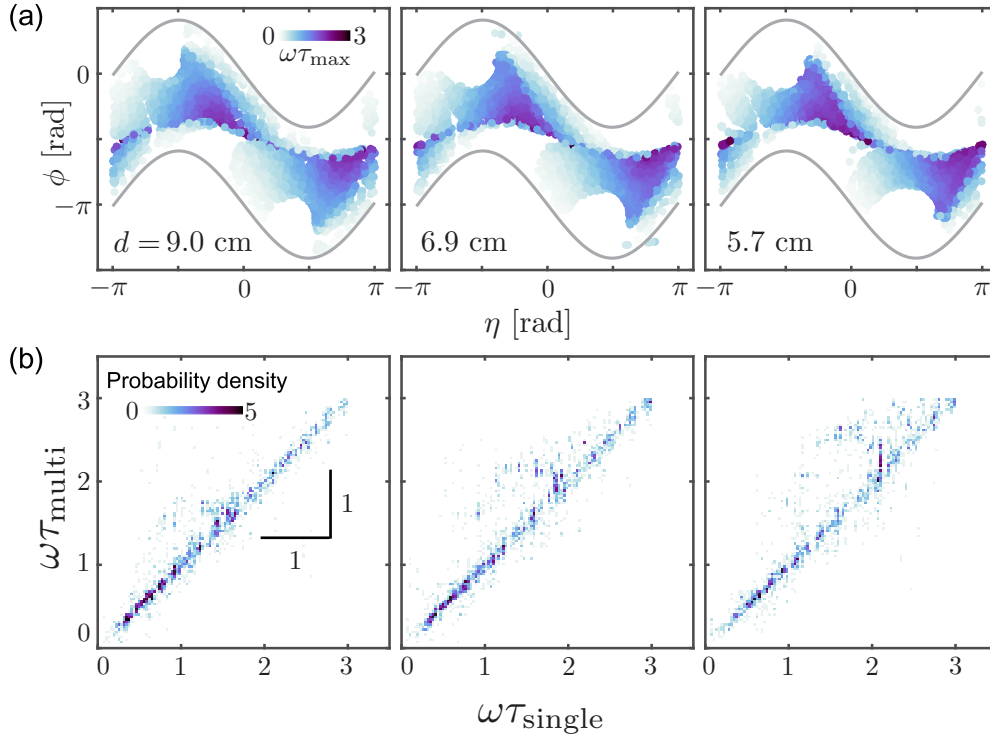 (a)
0 3
ωτmax
0
ϕ [rad]
−π
d = 9.0 cm
6.9 cm
5.7 cm
−π 0 π −π 0 π −π 0 π
η [rad]
(b)
Probability density
0 5
3
2
1
0
ωτmulti
1
1
0 1 2 3 0 1 2 3 0 1 2 3
ωτsingle